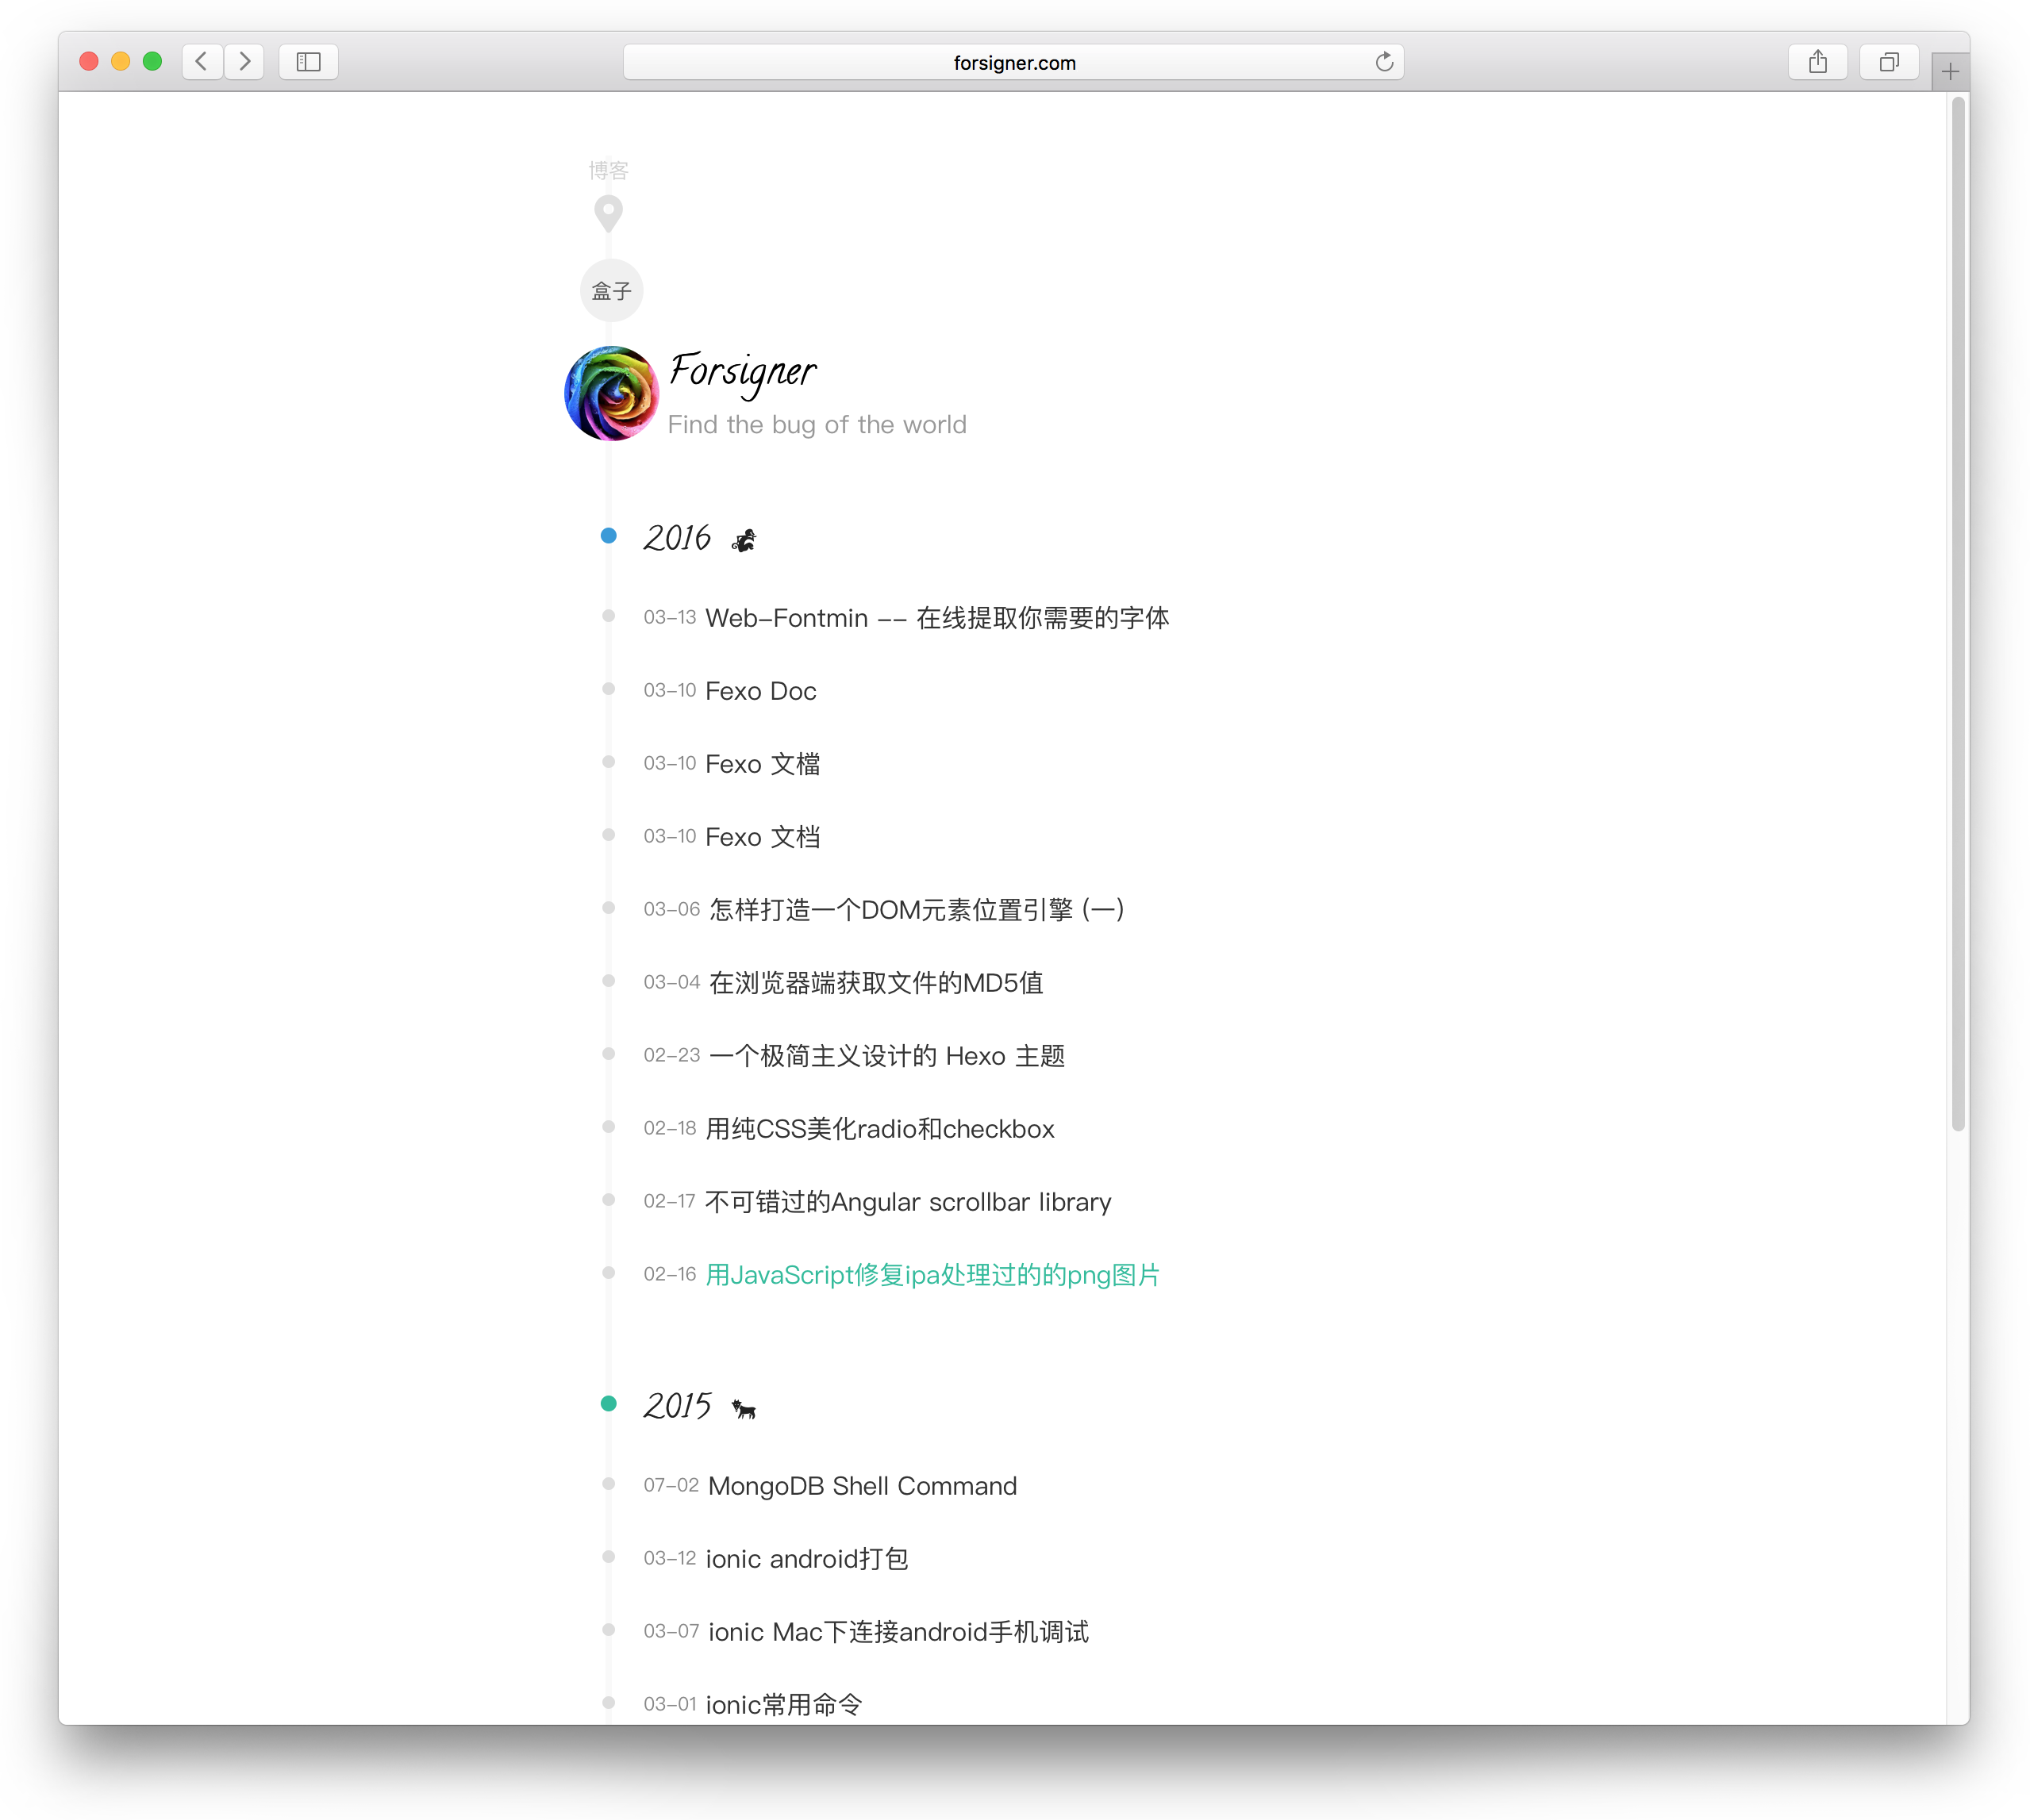 forsigner.com
博客
盒子
Forsigner
Find the bug of the world
2016
03-13 Web-Fontmin -- 在线提取你需要的字体
03-10 Fexo Doc
03-10 Fexo 文檔
03-10 Fexo 文档
03-06 怎样打造一个DOM元素位置引擎 (一)
03-04 在浏览器端获取文件的MD5值
02-23 一个极简主义设计的 Hexo 主题
02-18 用纯CSS美化radio和checkbox
02-17 不可错过的Angular scrollbar library
02-16 用JavaScript修复ipa处理过的的png图片
2015
07-02 MongoDB Shell Command
03-12 ionic android打包
03-07 ionic Mac下连接android手机调试
03-01 ionic常用命令